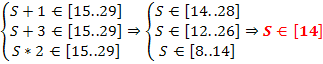 S + 1 ∈ [15..29]
S + 3 ∈ [15..29]
S * 2 ∈ [15..29]
⇒
S ∈ [14..28]
S ∈ [12..26]
S ∈ [8..14]
⇒ S ∈ [14]